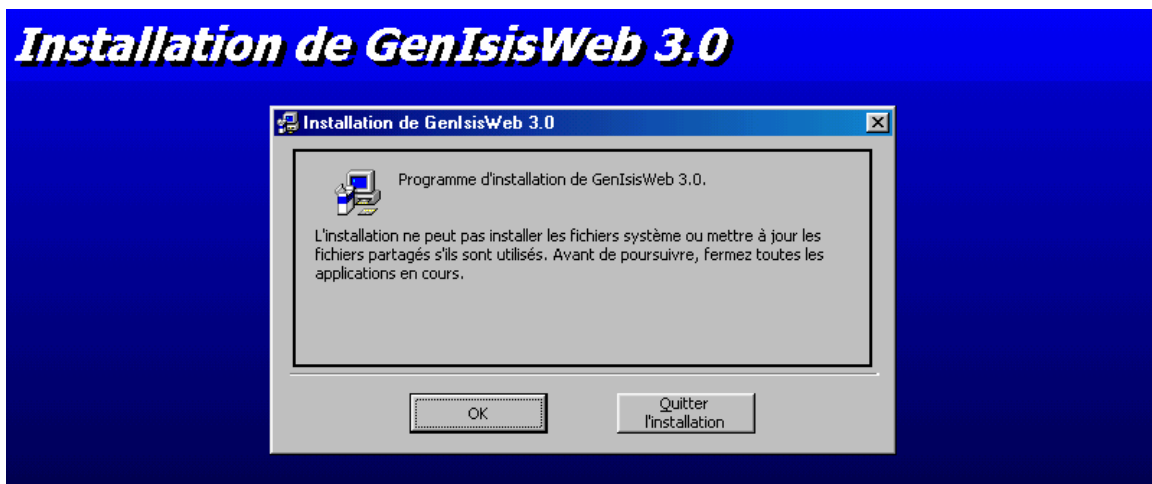 Installation de GenIsisWeb 3.0
Installation de GenIsisWeb 3.0
Programme d'installation de GenIsisWeb 3.0.
L'installation ne peut pas installer les fichiers système ou mettre à jour les
fichiers partagés s'ils sont utilisés. Avant de poursuivre, fermez toutes les
applications en cours.
OK
Quitter
l'installation